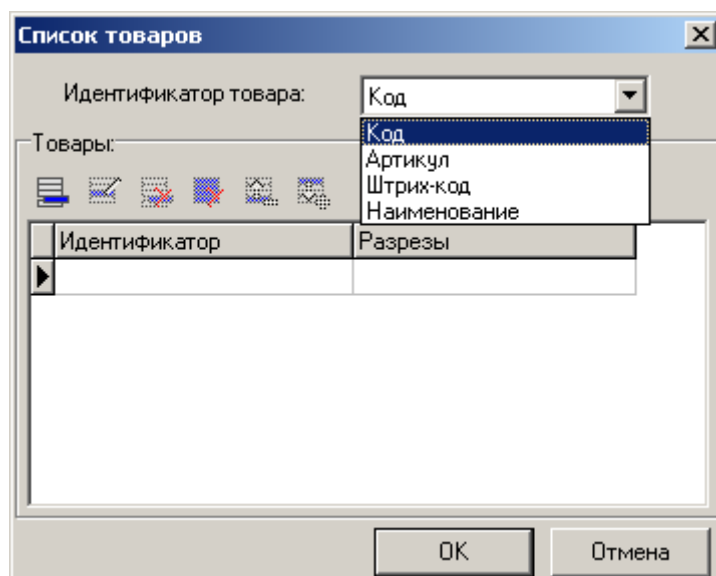 Список товаров
Идентификатор товара:
Код
Код
Артикул
Штрих-код
Наименование
Товары:
Идентификатор Разрезы
OK Отмена